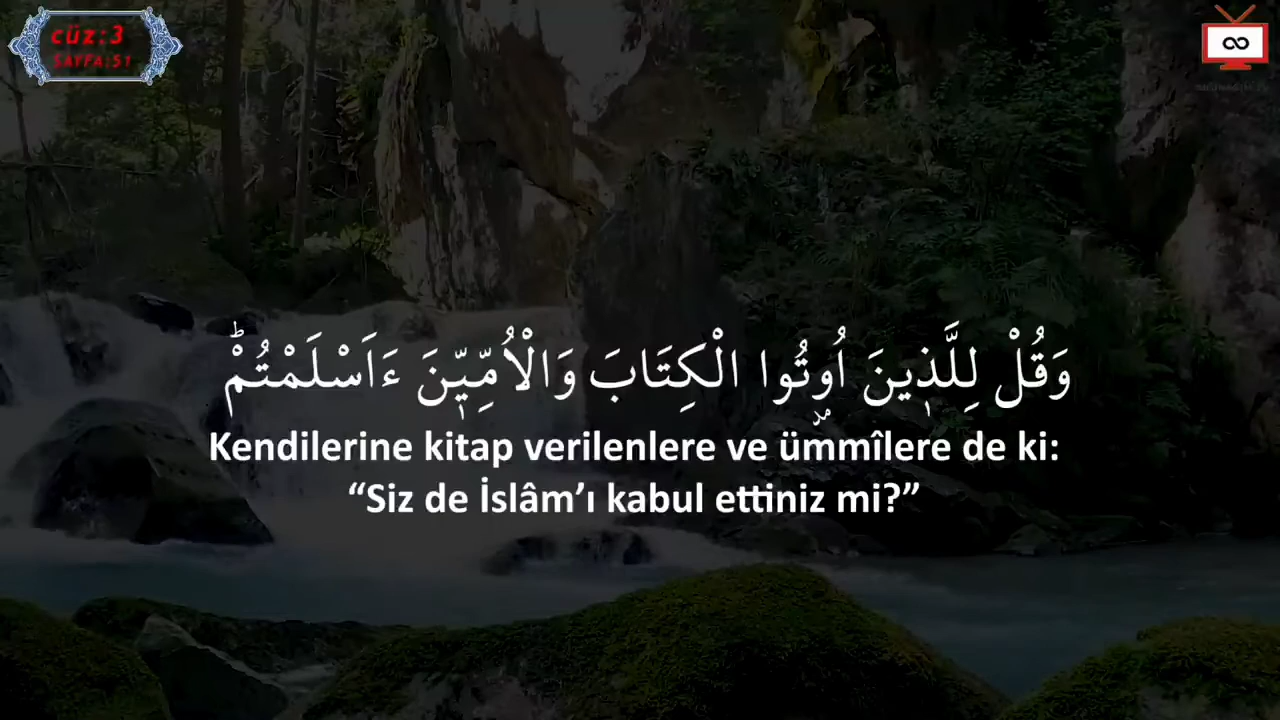 cüz:3
SAYFA:51
وَقُلْ لِلَّذ۪ينَ اُو۫تُوا الْكِتَابَ وَالْاُمِّيّ۪نَ ءَاَسْلَمْتُمْۜ
Kendilerine kitap verilenlere ve ümmîlere de ki:
“Siz de İslâm’ı kabul ettiniz mi?”